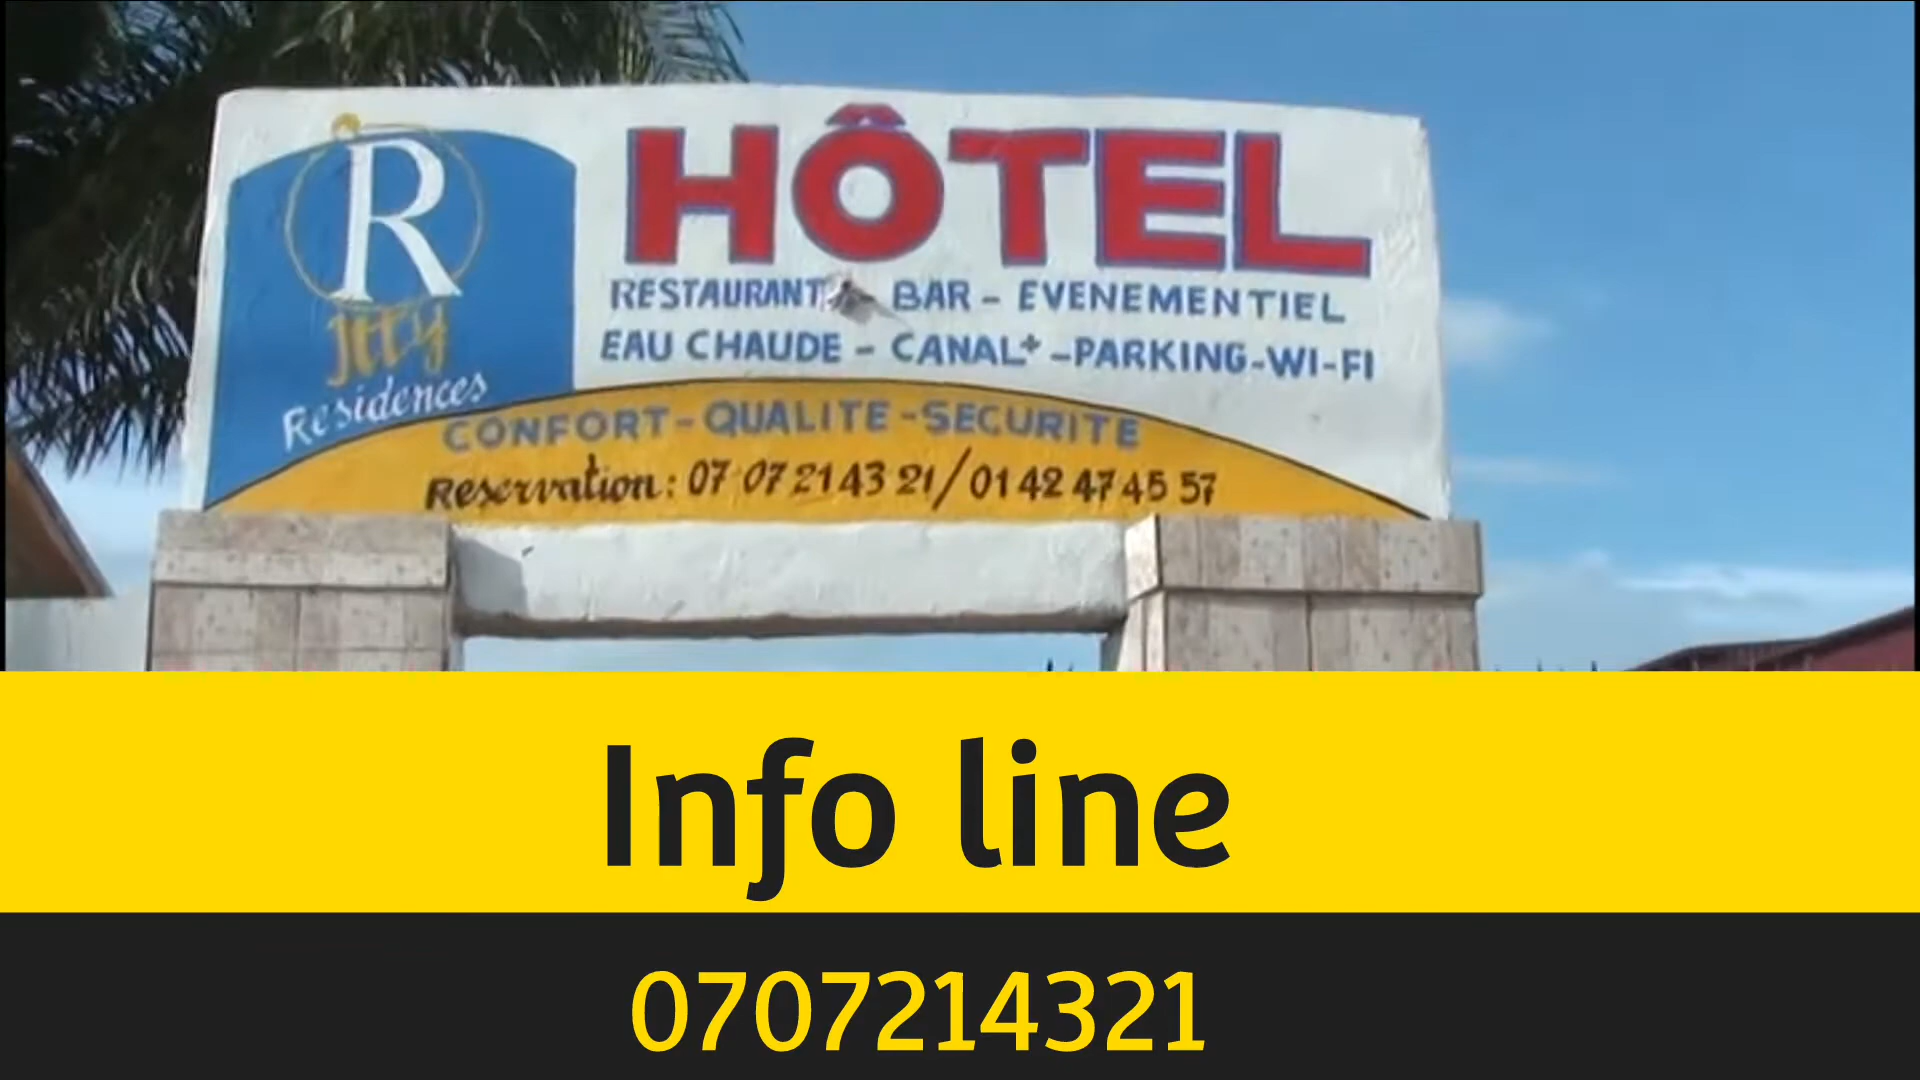 R
Residences
HÔTEL
RESTAURANT BAR - EVENEMENTIEL
EAU CHAUDE - CANAL+ -PARKING-WI-FI
CONFORT-QUALITE-SECURITE
Reservation: 07 07 21 43 21/01 42 47 45 57
Info line
0707214321